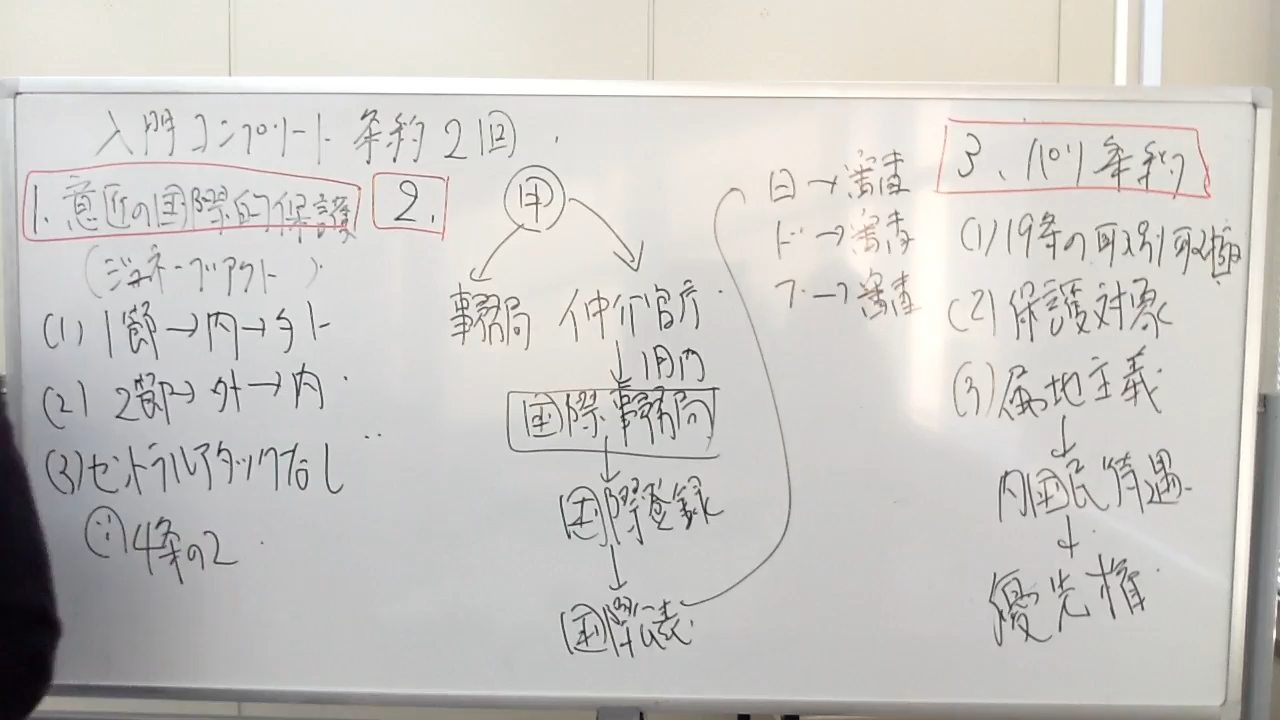 入門コンプリート 条約2回
1. 意匠の国際的保護
(ジュネーブアクト)
(1) 1節→内→外
(2) 2節→外→内
(3) セントラルアタックなし
∵ 4条の2
2.
甲
事務局 仲介官庁
↓1月内
国際事務局
↓
国際登録
↓
国際公表
日→審査
ド→審査
フ→審査
3. パリ条約
(1) 19条の取別取極
(2) 保護対象
(3) 属地主義
↓
内国民待遇
↓
優先権